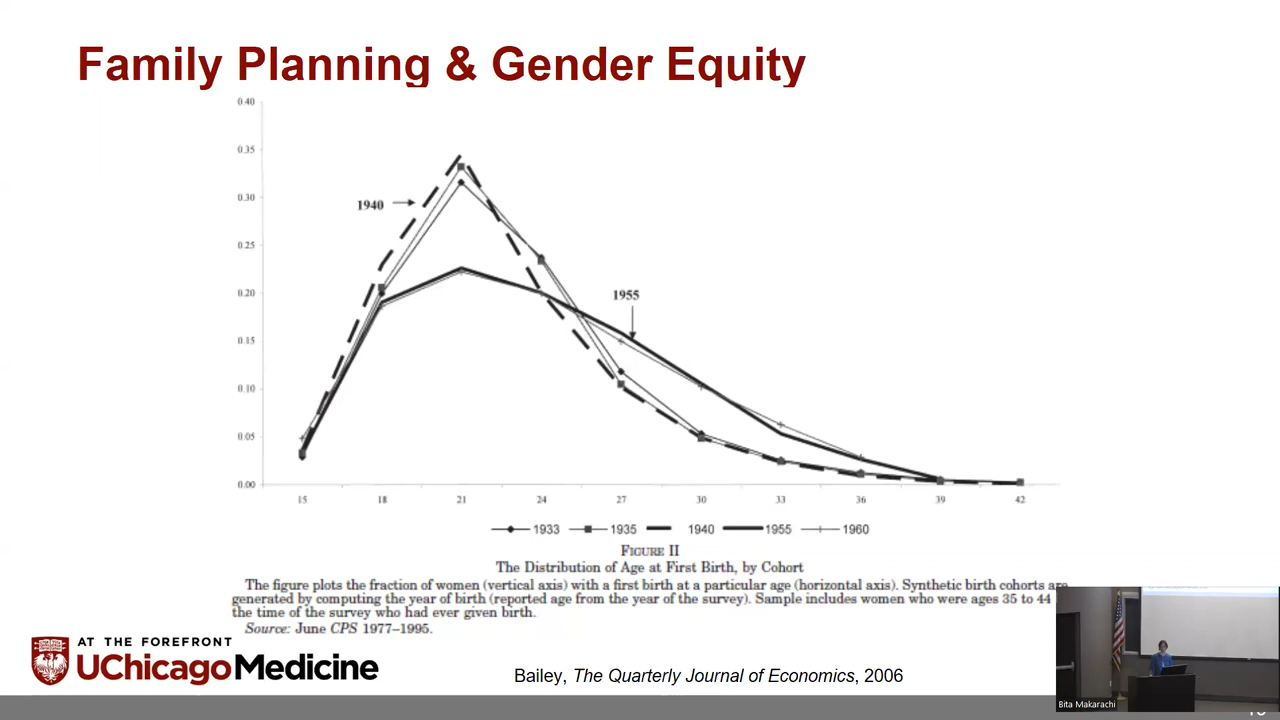 Family Planning & Gender Equity
0.40
0.35
0.30
0.25
0.20
0.15
0.10
0.05
0.00
1940
1955
15 18 21 24 27 30 33 36 39 42
1933 1935 1940 1955 1960
FIGURE II
The Distribution of Age at First Birth, by Cohort
The figure plots the fraction of women (vertical axis) with a first birth at a particular age (horizontal axis). Synthetic birth cohorts are
generated by computing the year of birth (reported age from the year of the survey). Sample includes women who were ages 35 to 44
the time of the survey who had ever given birth.
Source: June CPS 1977–1995.
AT THE FOREFRONT
UChicagoMedicine
Bailey, The Quarterly Journal of Economics, 2006
Bita Makarachi